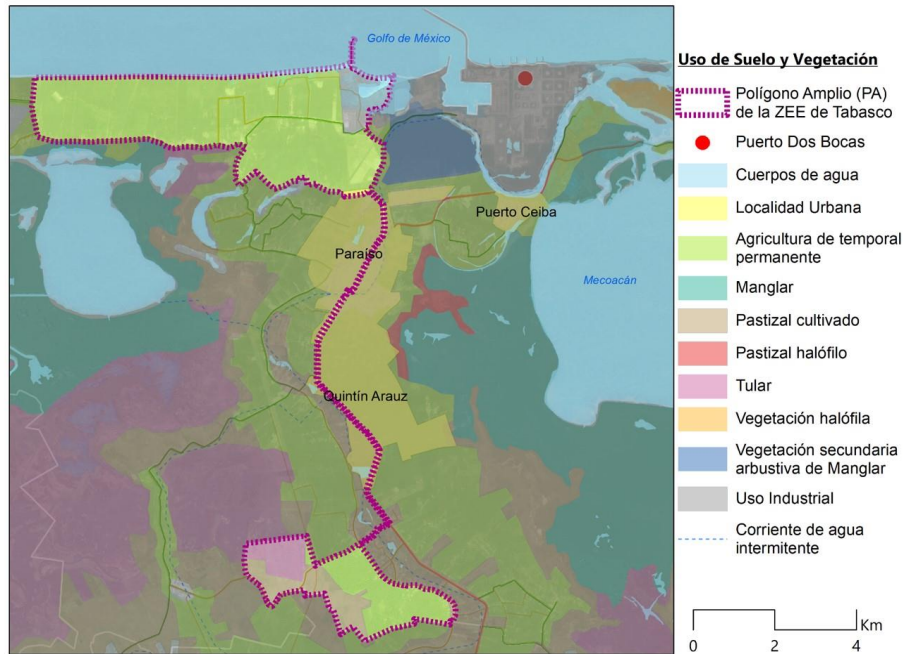 Golfo de México
Puerto Ceiba
Paraíso
Mecoacán
Quintín Arauz
Uso de Suelo y Vegetación
Polígono Amplio (PA)
de la ZEE de Tabasco
Puerto Dos Bocas
Cuerpos de agua
Localidad Urbana
Agricultura de temporal
permanente
Manglar
Pastizal cultivado
Pastizal halófilo
Tular
Vegetación halófila
Vegetación secundaria
arbustiva de Manglar
Uso Industrial
Corriente de agua
intermitente
Km
0 2 4